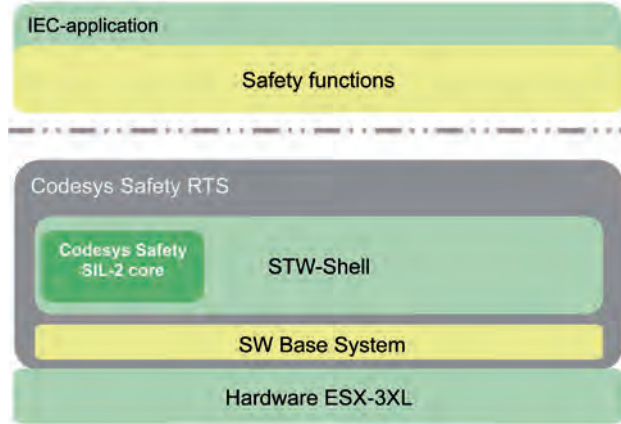 IEC-application
Safety functions
Codesys Safety RTS
Codesys Safety
SIL-2 core
STW-Shell
SW Base System
Hardware ESX-3XL